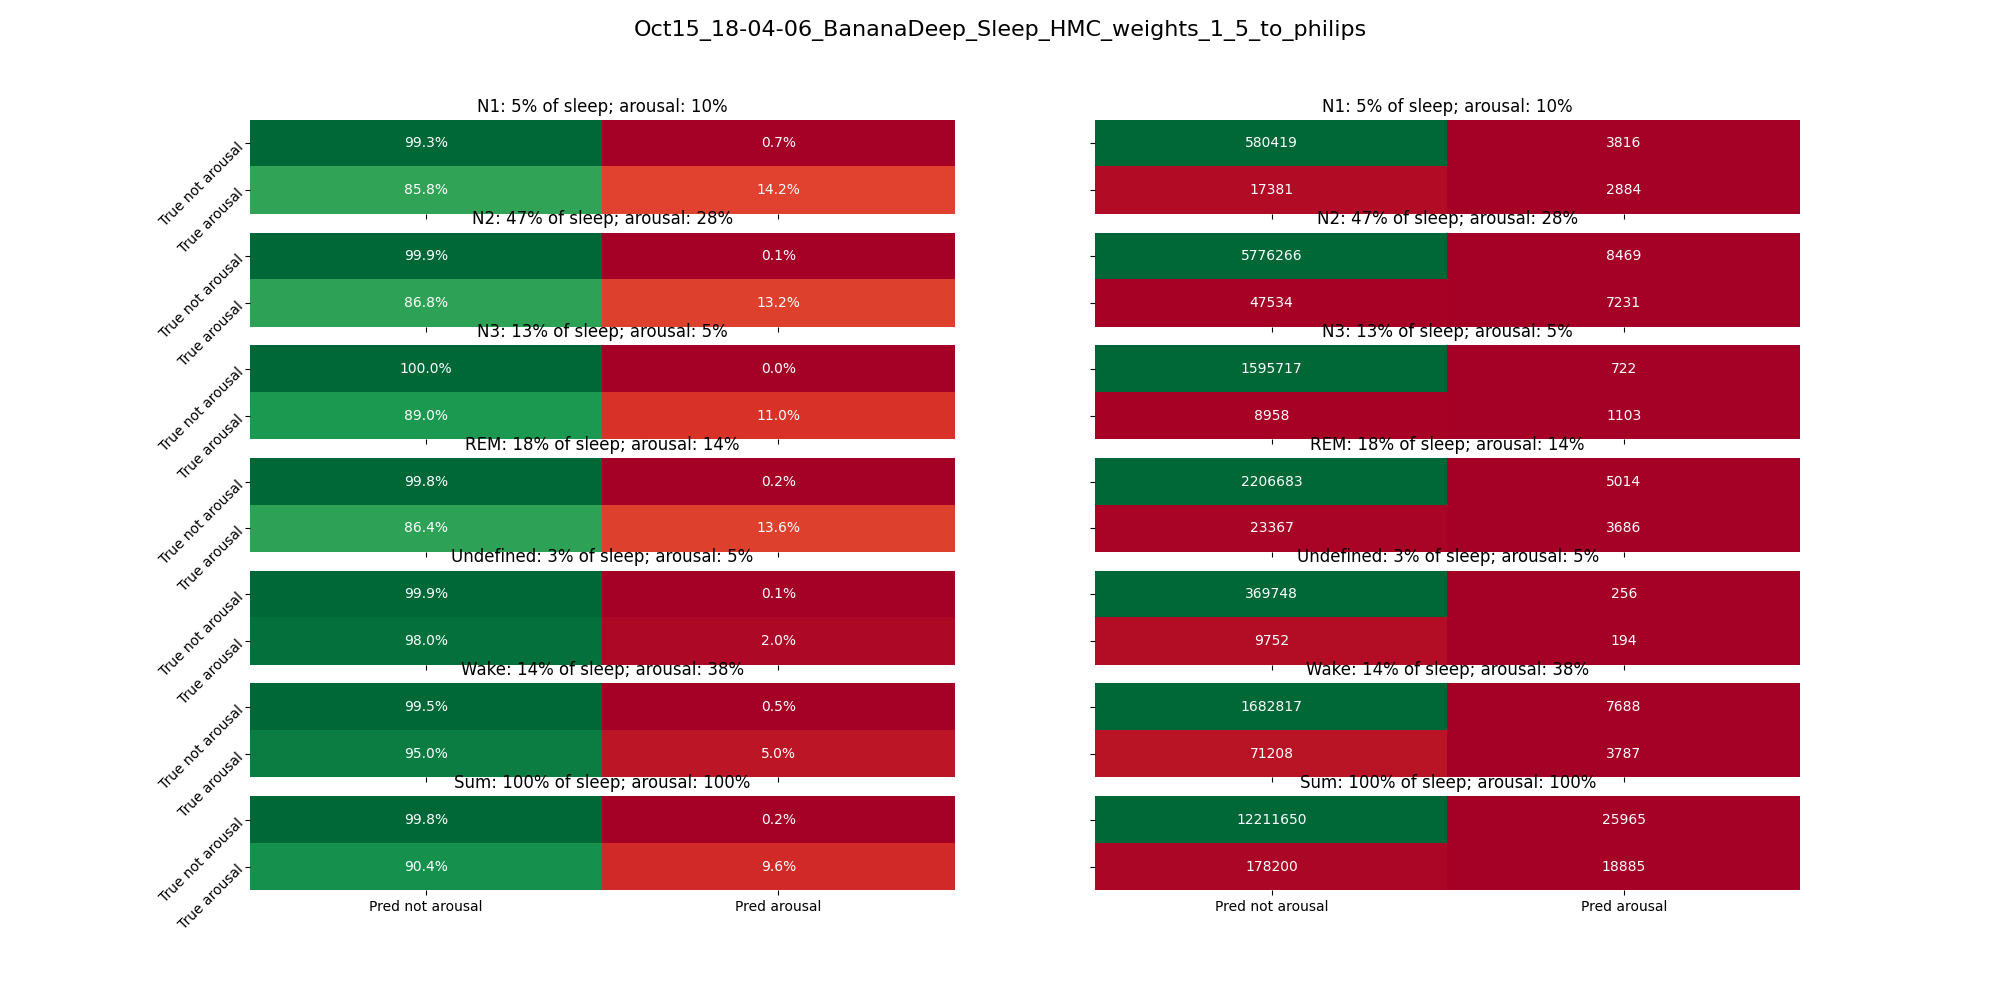 Oct15_18-04-06_BananaDeep_Sleep_HMC_weights_1_5_to_philips
N1: 5% of sleep; arousal: 10%
True not arousal
99.3%
0.7%
True arousal
85.8%
14.2%
N2: 47% of sleep; arousal: 28%
True not arousal
99.9%
0.1%
True arousal
86.8%
13.2%
N3: 13% of sleep; arousal: 5%
True not arousal
100.0%
0.0%
True arousal
89.0%
11.0%
REM: 18% of sleep; arousal: 14%
True not arousal
99.8%
0.2%
True arousal
86.4%
13.6%
Undefined: 3% of sleep; arousal: 5%
True not arousal
99.9%
0.1%
True arousal
98.0%
2.0%
Wake: 14% of sleep; arousal: 38%
True not arousal
99.5%
0.5%
True arousal
95.0%
5.0%
Sum: 100% of sleep; arousal: 100%
True not arousal
99.8%
0.2%
True arousal
90.4%
9.6%
Pred not arousal
Pred arousal
N1: 5% of sleep; arousal: 10%
580419
3816
17381
2884
N2: 47% of sleep; arousal: 28%
5776266
8469
47534
7231
N3: 13% of sleep; arousal: 5%
1595717
722
8958
1103
REM: 18% of sleep; arousal: 14%
2206683
5014
23367
3686
Undefined: 3% of sleep; arousal: 5%
369748
256
9752
194
Wake: 14% of sleep; arousal: 38%
1682817
7688
71208
3787
Sum: 100% of sleep; arousal: 100%
12211650
25965
178200
18885
Pred not arousal
Pred arousal